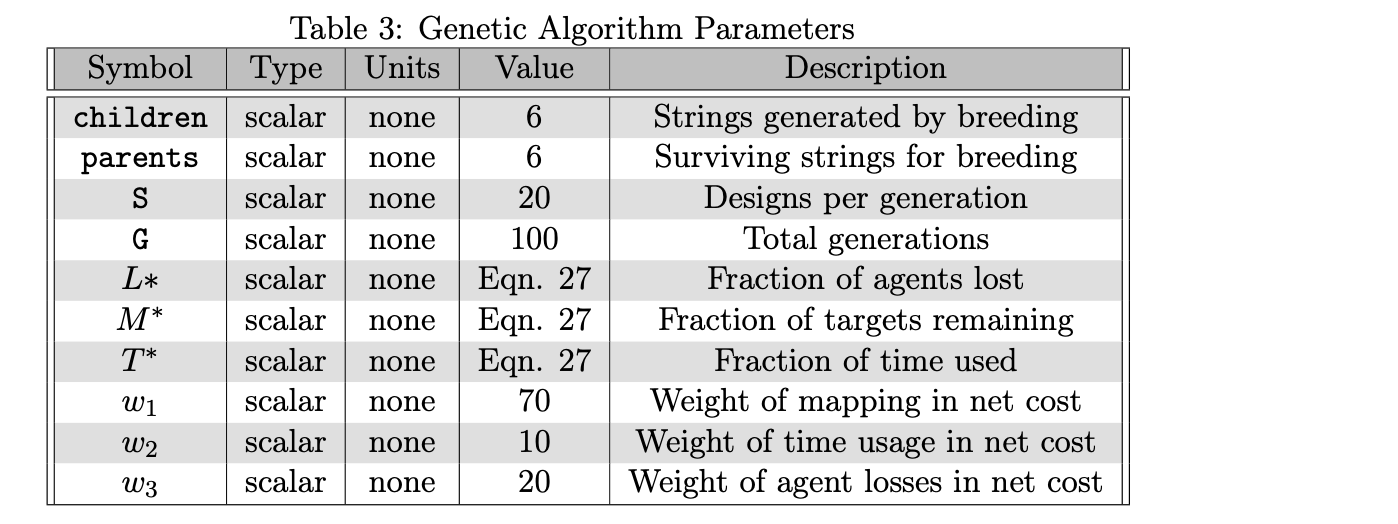 Table 3: Genetic Algorithm Parameters
Symbol Type Units Value Description
children scalar none 6 Strings generated by breeding
parents scalar none 6 Surviving strings for breeding
S scalar none 20 Designs per generation
G scalar none 100 Total generations
L* scalar none Eqn. 27 Fraction of agents lost
M* scalar none Eqn. 27 Fraction of targets remaining
T* scalar none Eqn. 27 Fraction of time used
w₁ scalar none 70 Weight of mapping in net cost
w₂ scalar none 10 Weight of time usage in net cost
w₃ scalar none 20 Weight of agent losses in net cost